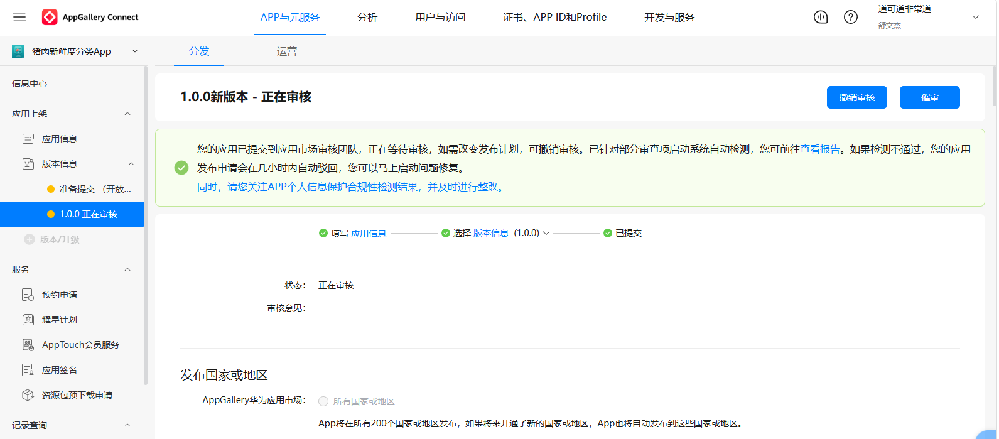 AppGallery Connect
APP与元服务
分析
用户与访问
证书、APP ID和Profile
开发与服务
道可道非常道
舒文杰
猪肉新鲜度分类App
分发
运营
信息中心
应用上架
应用信息
版本信息
准备提交 （开放...
1.0.0 正在审核
版本/升级
服务
预约申请
耀星计划
AppTouch会员服务
应用签名
资源包预下载申请
记录查询
1.0.0新版本 - 正在审核
撤销审核
催审
您的应用已提交到应用市场审核团队，正在等待审核，如需改变发布计划，可撤销审核。已针对部分审查项启动系统自动检测，您可前往查看报告。如果检测不通过，您的应用
发布申请会在几小时内自动驳回，您可以马上启动问题修复。
同时，请您关注APP个人信息保护合规性检测结果，并及时进行整改。
填写 应用信息
选择 版本信息 (1.0.0)
已提交
状态： 正在审核
审核意见： --
发布国家或地区
AppGallery华为应用市场： 所有国家或地区
App将在所有200个国家或地区发布，如果将来开通了新的国家或地区，App也将自动发布到这些国家或地区。